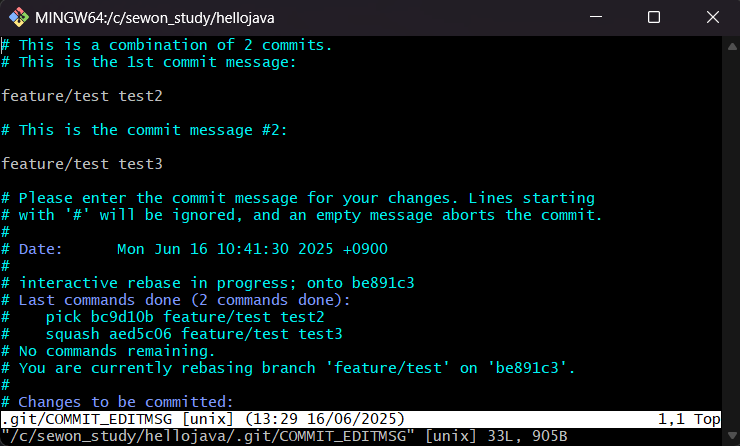 MINGW64:/c/sewon_study/hellojava
# This is a combination of 2 commits.
# This is the 1st commit message:
feature/test test2
# This is the commit message #2:
feature/test test3
# Please enter the commit message for your changes. Lines starting
# with '#' will be ignored, and an empty message aborts the commit.
#
# Date:      Mon Jun 16 10:41:30 2025 +0900
#
# interactive rebase in progress; onto be891c3
# Last commands done (2 commands done):
#    pick bc9d10b feature/test test2
#    squash aed5c06 feature/test test3
# No commands remaining.
# You are currently rebasing branch 'feature/test' on 'be891c3'.
#
# Changes to be committed:
.git/COMMIT_EDITMSG [unix] (13:29 16/06/2025) 1,1 Top
"/c/sewon_study/hellojava/.git/COMMIT_EDITMSG" [unix] 33L, 905B